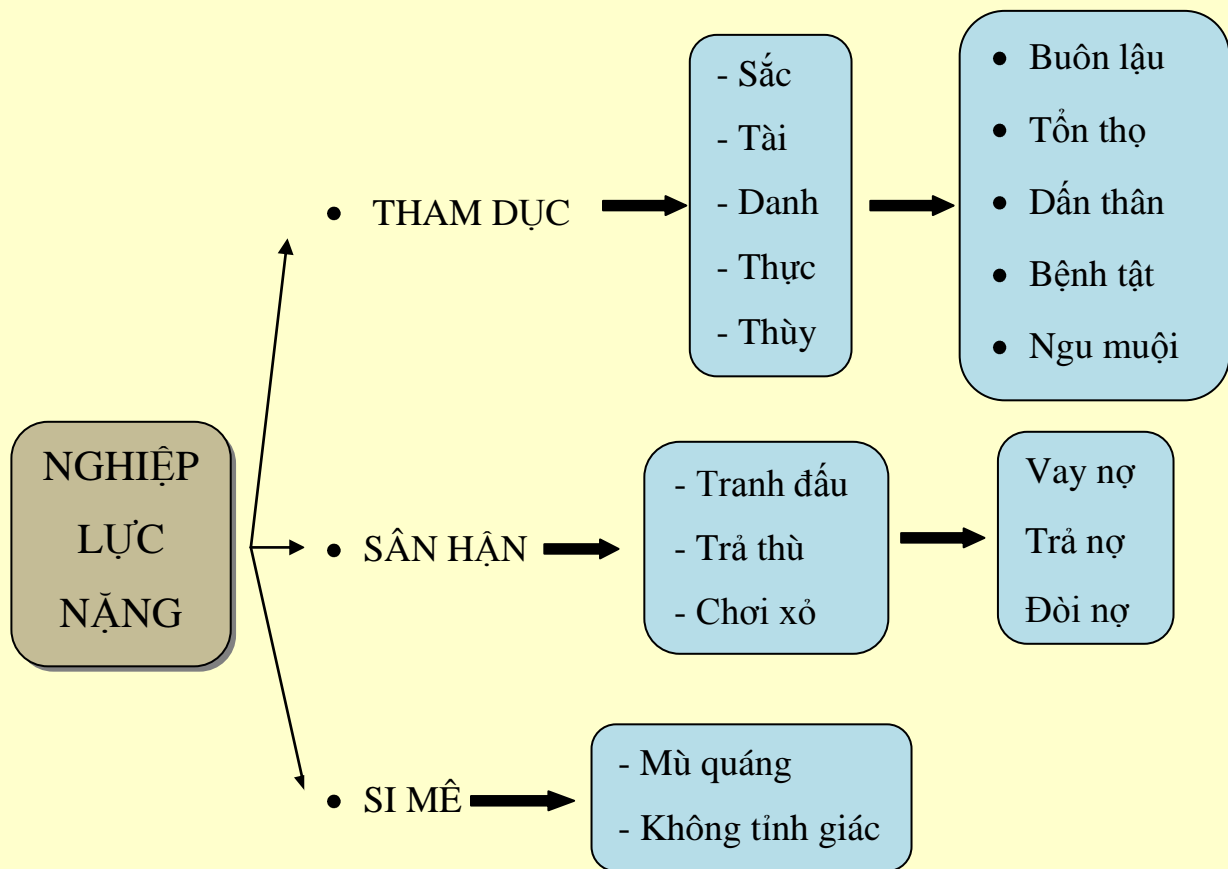 NGHIỆP
LỰC
NẶNG
• THAM DỤC
- Sắc
- Tài
- Danh
- Thực
- Thùy
• Buôn lậu
• Tổn thọ
• Dấn thân
• Bệnh tật
• Ngu muội
• SÂN HẬN
- Tranh đấu
- Trả thù
- Chơi xỏ
Vay nợ
Trả nợ
Đòi nợ
• SI MÊ
- Mù quáng
- Không tỉnh giác